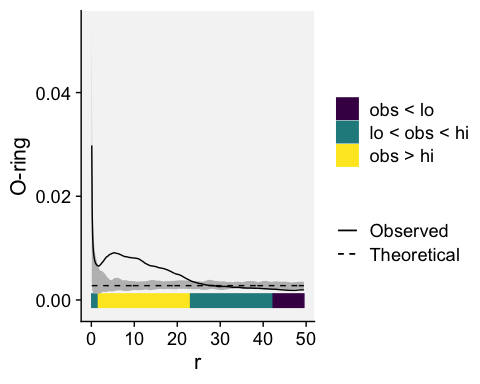 O-ring
0.04
0.02
0.00
0 10 20 30 40 50
r
obs < lo
lo < obs < hi
obs > hi
Observed
Theoretical